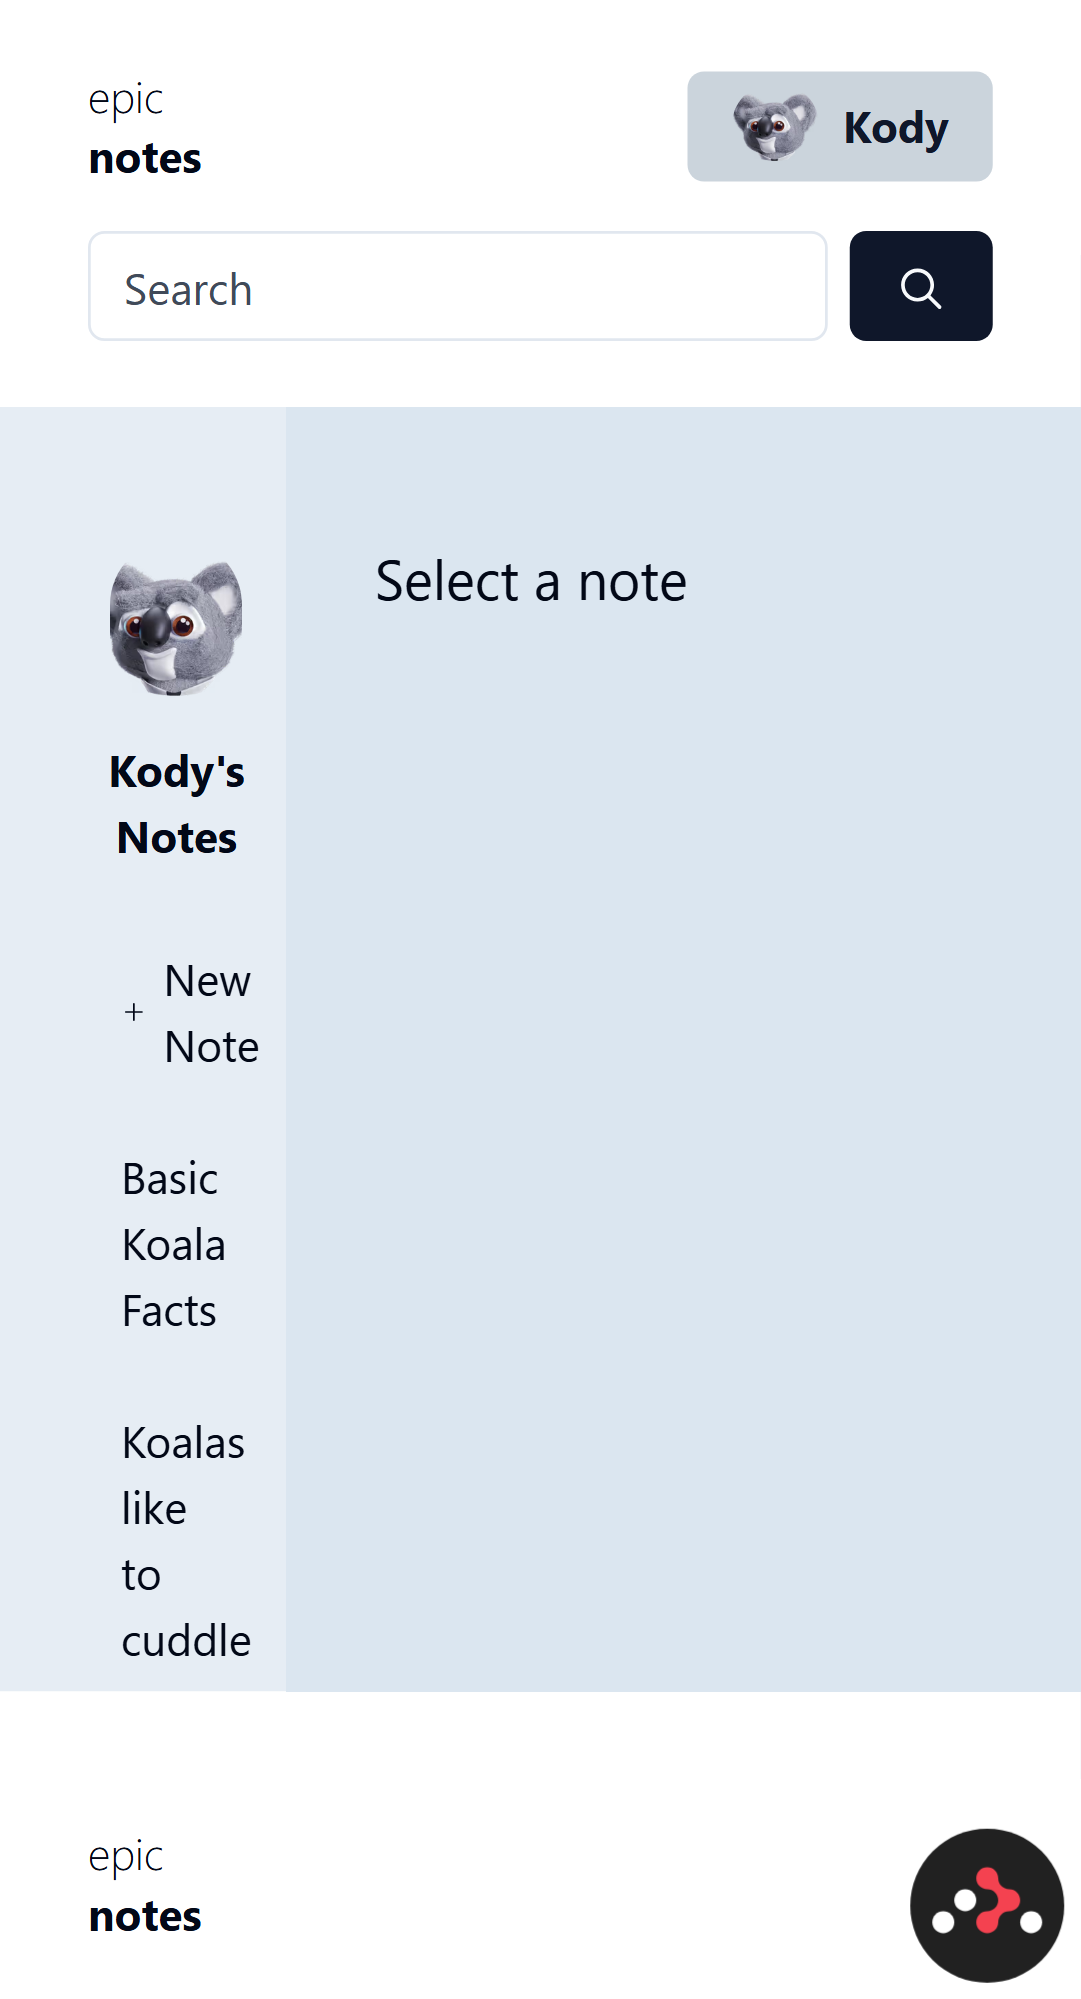 epic
notes
Kody
Search
Select a note
Kody's
Notes
+ New
Note
Basic
Koala
Facts
Koalas
like
to
cuddle
epic
notes